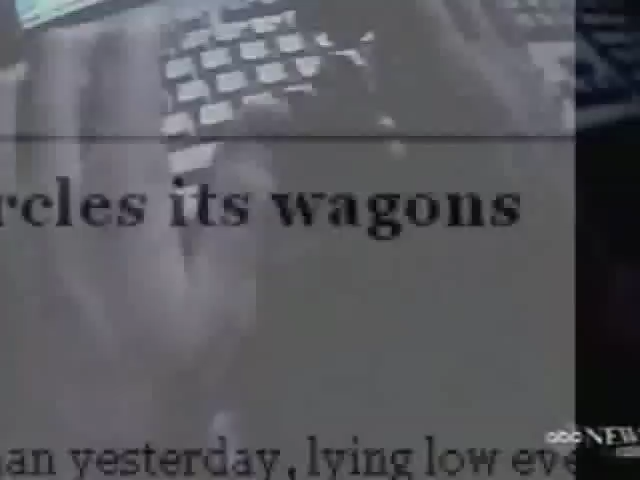 rcles its wagons
an yesterday, lying low eve
abc NEWS